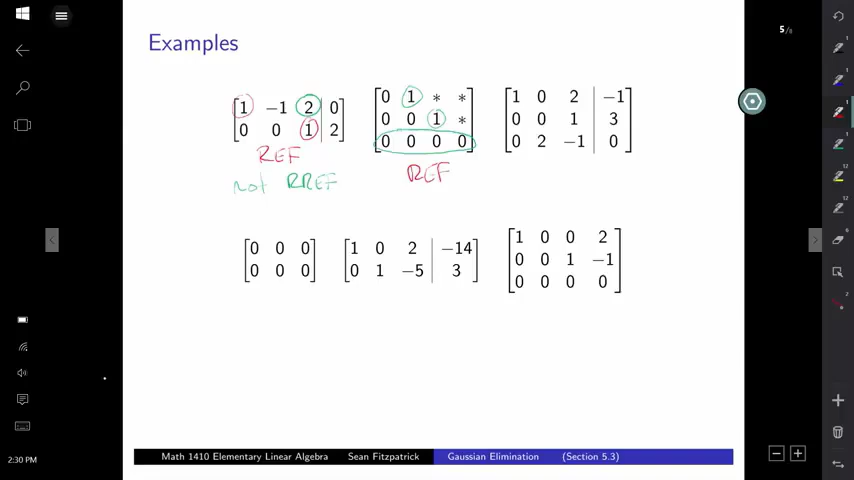 5/8
Examples
1 −1 2 0
0 0 1 2
REF
not RREF
0 1 * *
0 0 1 *
0 0 0 0
REF
1 0 2 −1
0 0 1 3
0 2 −1 0
0 0 0
0 0 0
1 0 2 −14
0 1 −5 3
1 0 0 2
0 0 1 −1
0 0 0 0
2:30 PM
Math 1410 Elementary Linear Algebra Sean Fitzpatrick Gaussian Elimination (Section 5.3)